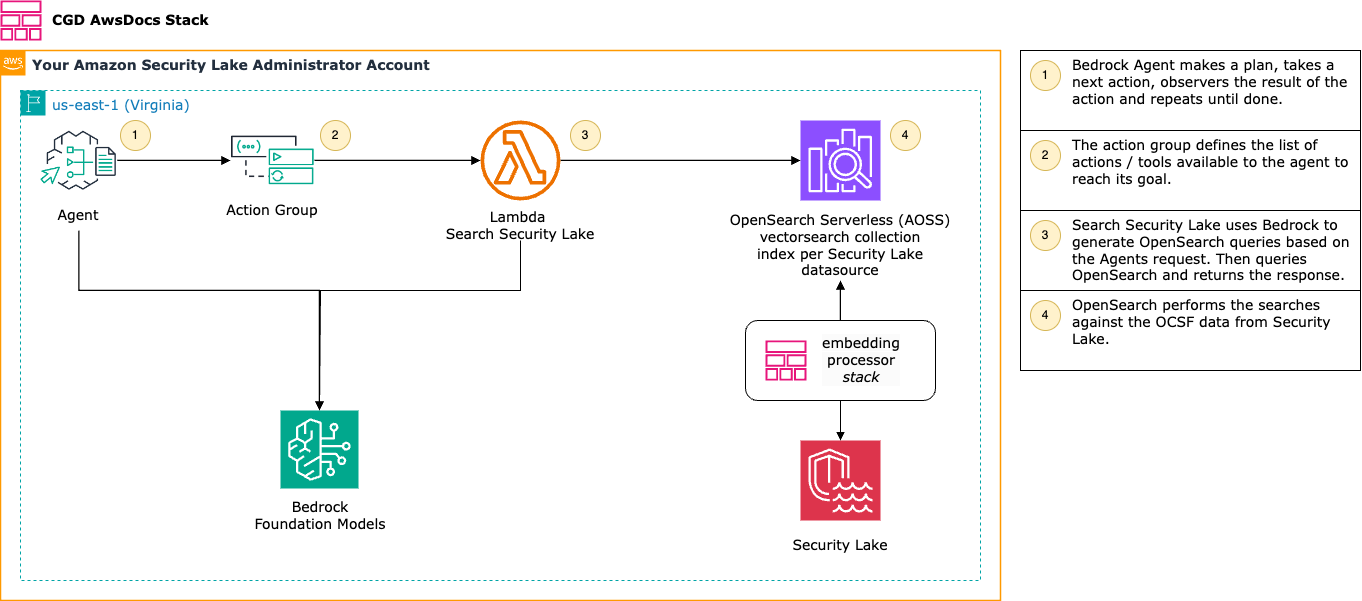 CGD AwsDocs Stack
aws
Your Amazon Security Lake Administrator Account
us-east-1 (Virginia)
1
2
3
4
Agent
Action Group
Lambda
Search Security Lake
OpenSearch Serverless (AOSS)
vectorsearch collection
index per Security Lake
datasource
embedding
processor
stack
Bedrock
Foundation Models
Security Lake
1
Bedrock Agent makes a plan, takes a
next action, observers the result of the
action and repeats until done.
2
The action group defines the list of
actions / tools available to the agent to
reach its goal.
3
Search Security Lake uses Bedrock to
generate OpenSearch queries based on
the Agents request. Then queries
OpenSearch and returns the response.
4
OpenSearch performs the searches
against the OCSF data from Security
Lake.